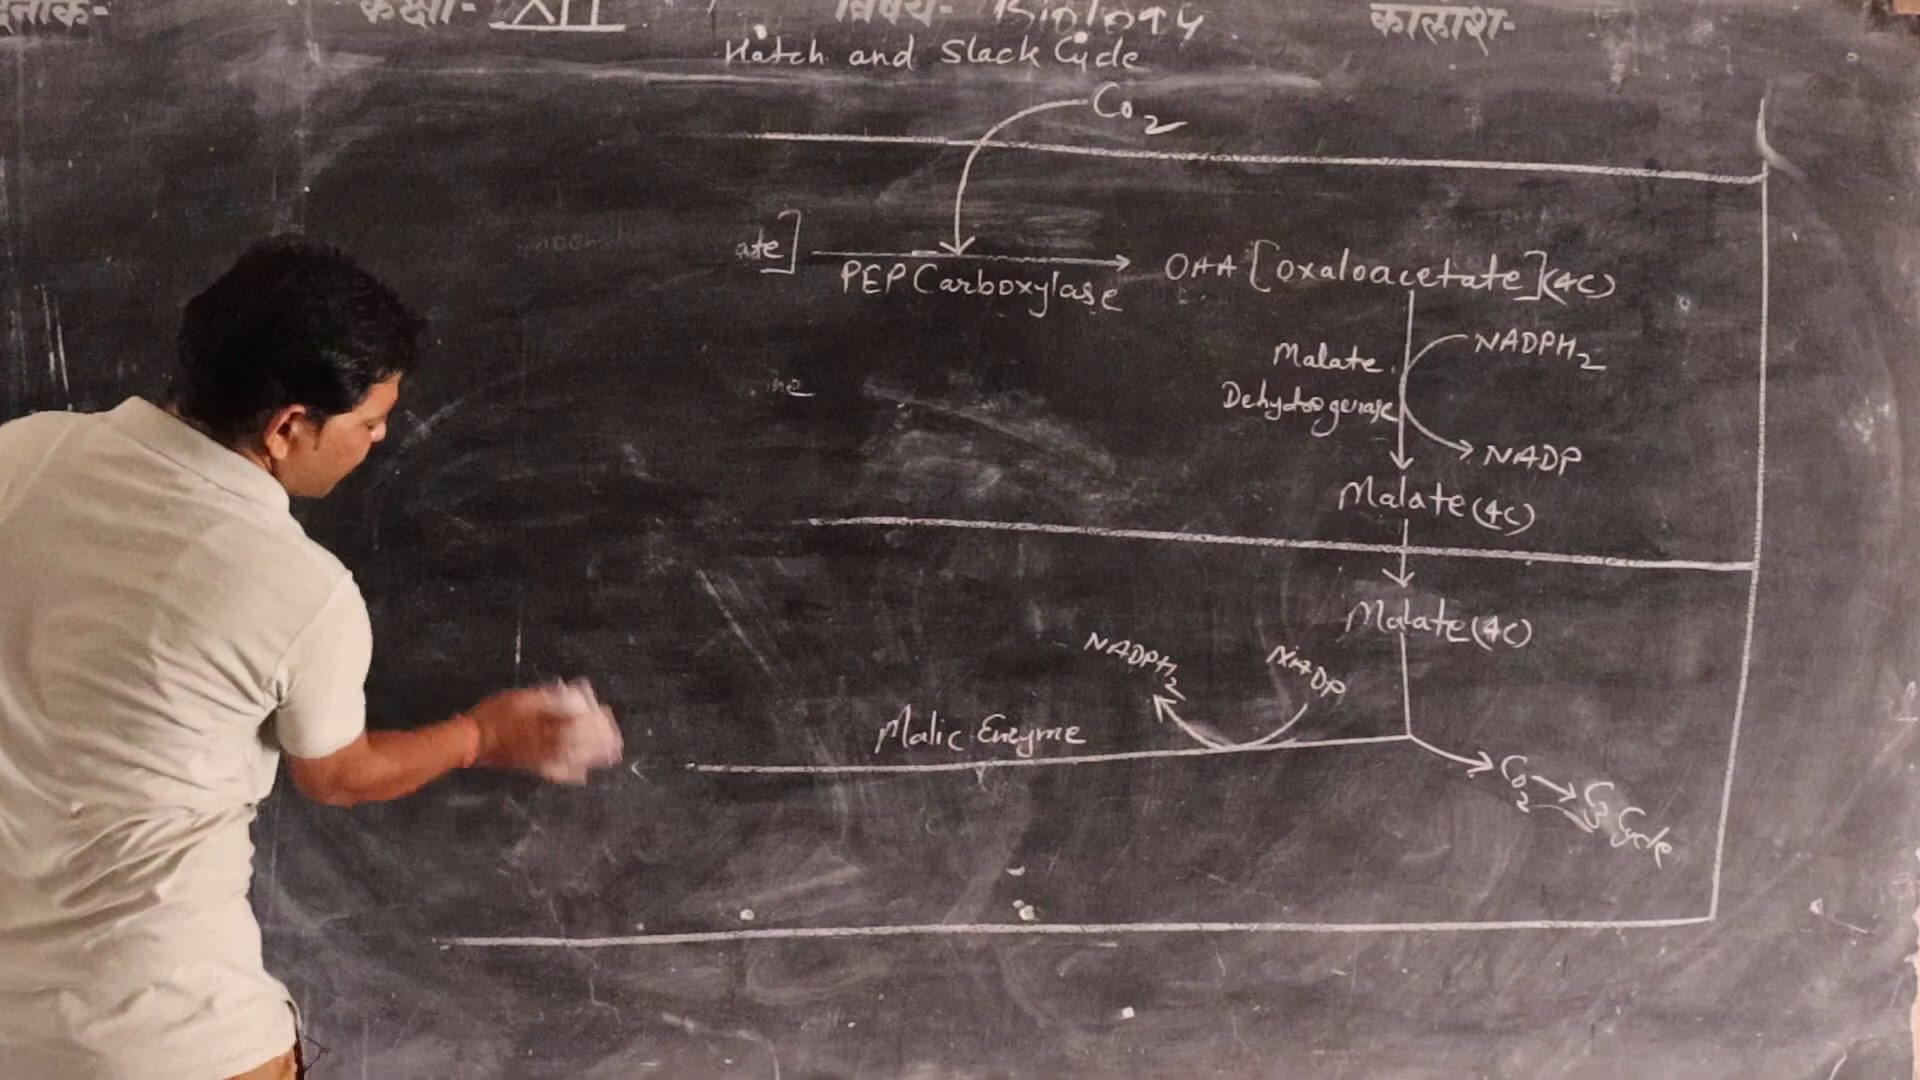 कक्षा- XII विषय- Biology कालांश-
Hatch and Slack Cycle
CO2
ate] PEP Carboxylase OAA [oxaloacetate](4C)
Malate NADPH2
Dehydrogenase
NADP
Malate(4C)
Malate(4C)
NADPH2 NADP
Malic Enzyme
CO2 C3 Cycle